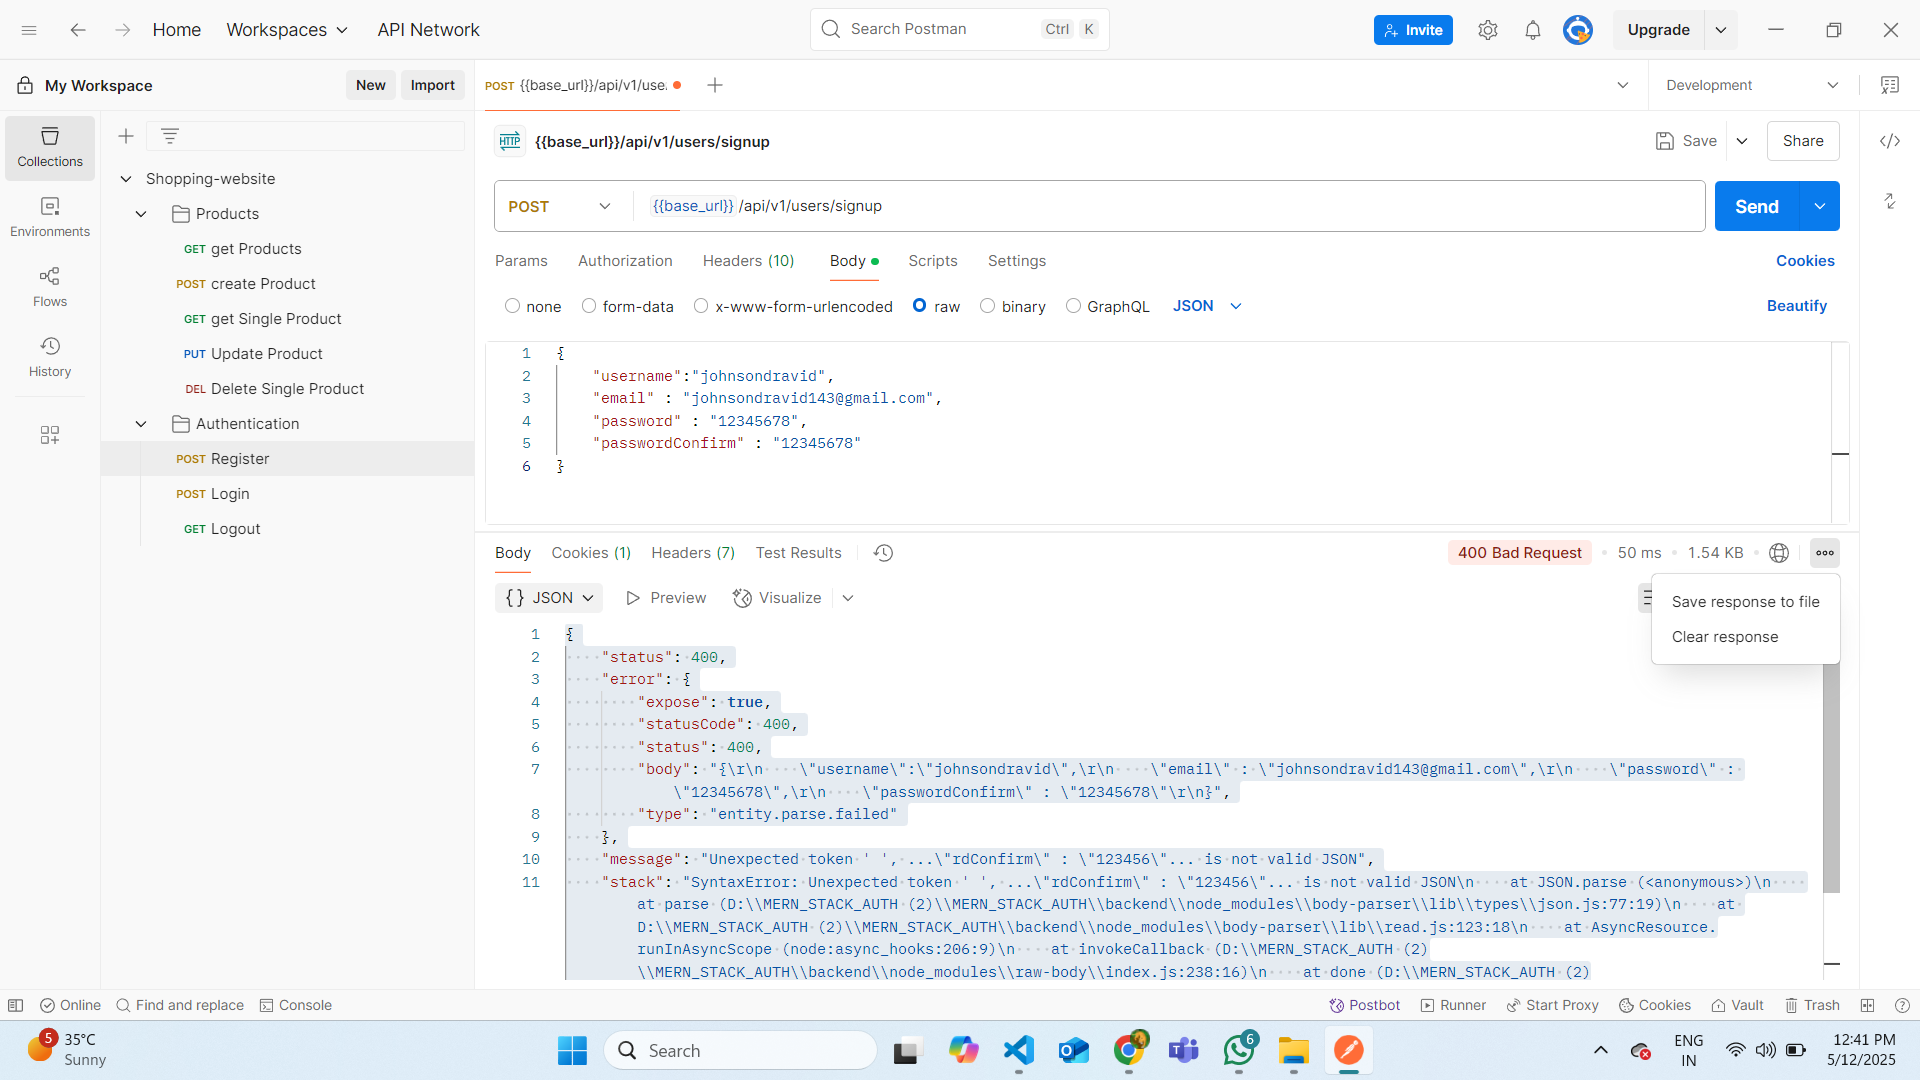 Home
Workspaces
API Network
Search Postman
Ctrl
K
Invite
Upgrade
My Workspace
New
Import
POST {{base_url}}/api/v1/use
Development
Collections
Environments
Flows
History
Shopping-website
Products
GET get Products
POST create Product
GET get Single Product
PUT Update Product
DEL Delete Single Product
Authentication
POST Register
POST Login
GET Logout
HTTP {{base_url}}/api/v1/users/signup
Save
Share
POST
{{base_url}} /api/v1/users/signup
Send
Params
Authorization
Headers (10)
Body
Scripts
Settings
Cookies
none
form-data
x-www-form-urlencoded
raw
binary
GraphQL
JSON
Beautify
1 {
2 "username":"johnsondravid",
3 "email" : "johnsondravid143@gmail.com",
4 "password" : "12345678",
5 "passwordConfirm" : "12345678"
6 }
Body
Cookies (1)
Headers (7)
Test Results
400 Bad Request
50 ms
1.54 KB
{} JSON
Preview
Visualize
Save response to file
Clear response
1 {
2 "status": 400,
3 "error": {
4 "expose": true,
5 "statusCode": 400,
6 "status": 400,
7 "body": "{\r\n    \"username\":\"johnsondravid\",\r\n    \"email\" : \"johnsondravid143@gmail.com\",\r\n    \"password\" :
\"12345678\",\r\n    \"passwordConfirm\" : \"12345678\"\r\n}",
8 "type": "entity.parse.failed"
9 },
10 "message": "Unexpected token ' ', ...\"rdConfirm\" : \"123456\"... is not valid JSON",
11 "stack": "SyntaxError: Unexpected token ' ', ...\"rdConfirm\" : \"123456\"... is not valid JSON\n    at JSON.parse (<anonymous>)\n
at parse (D:\\MERN_STACK_AUTH (2)\\MERN_STACK_AUTH\\backend\\node_modules\\body-parser\\lib\\types\\json.js:77:19)\n    at
D:\\MERN_STACK_AUTH (2)\\MERN_STACK_AUTH\\backend\\node_modules\\body-parser\\lib\\read.js:123:18\n    at AsyncResource.
runInAsyncScope (node:async_hooks:206:9)\n    at invokeCallback (D:\\MERN_STACK_AUTH (2)
\\MERN_STACK_AUTH\\backend\\node_modules\\raw-body\\index.js:238:16)\n    at done (D:\\MERN_STACK_AUTH (2)
Online
Find and replace
Console
Postbot
Runner
Start Proxy
Cookies
Vault
Trash
5
35°C
Sunny
Search
6
ENG
IN
12:41 PM
5/12/2025